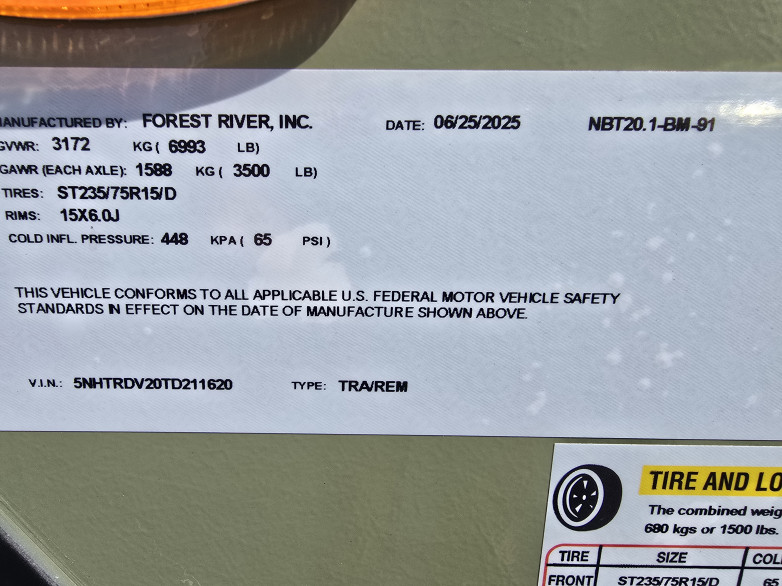 MANUFACTURED BY: FOREST RIVER, INC. DATE: 06/25/2025 NBT20.1-BM-91
GVWR: 3172 KG ( 6993 LB)
GAWR (EACH AXLE): 1588 KG ( 3500 LB)
TIRES: ST235/75R15/D
RIMS: 15X6.0J
COLD INFL. PRESSURE: 448 KPA ( 65 PSI )
THIS VEHICLE CONFORMS TO ALL APPLICABLE U.S. FEDERAL MOTOR VEHICLE SAFETY
STANDARDS IN EFFECT ON THE DATE OF MANUFACTURE SHOWN ABOVE.
V.I.N.: 5NHTRDV20TD211620 TYPE: TRA/REM
TIRE AND LO
The combined weig
680 kgs or 1500 lbs.
TIRE SIZE COL
FRONT ST235/75R15/D 65